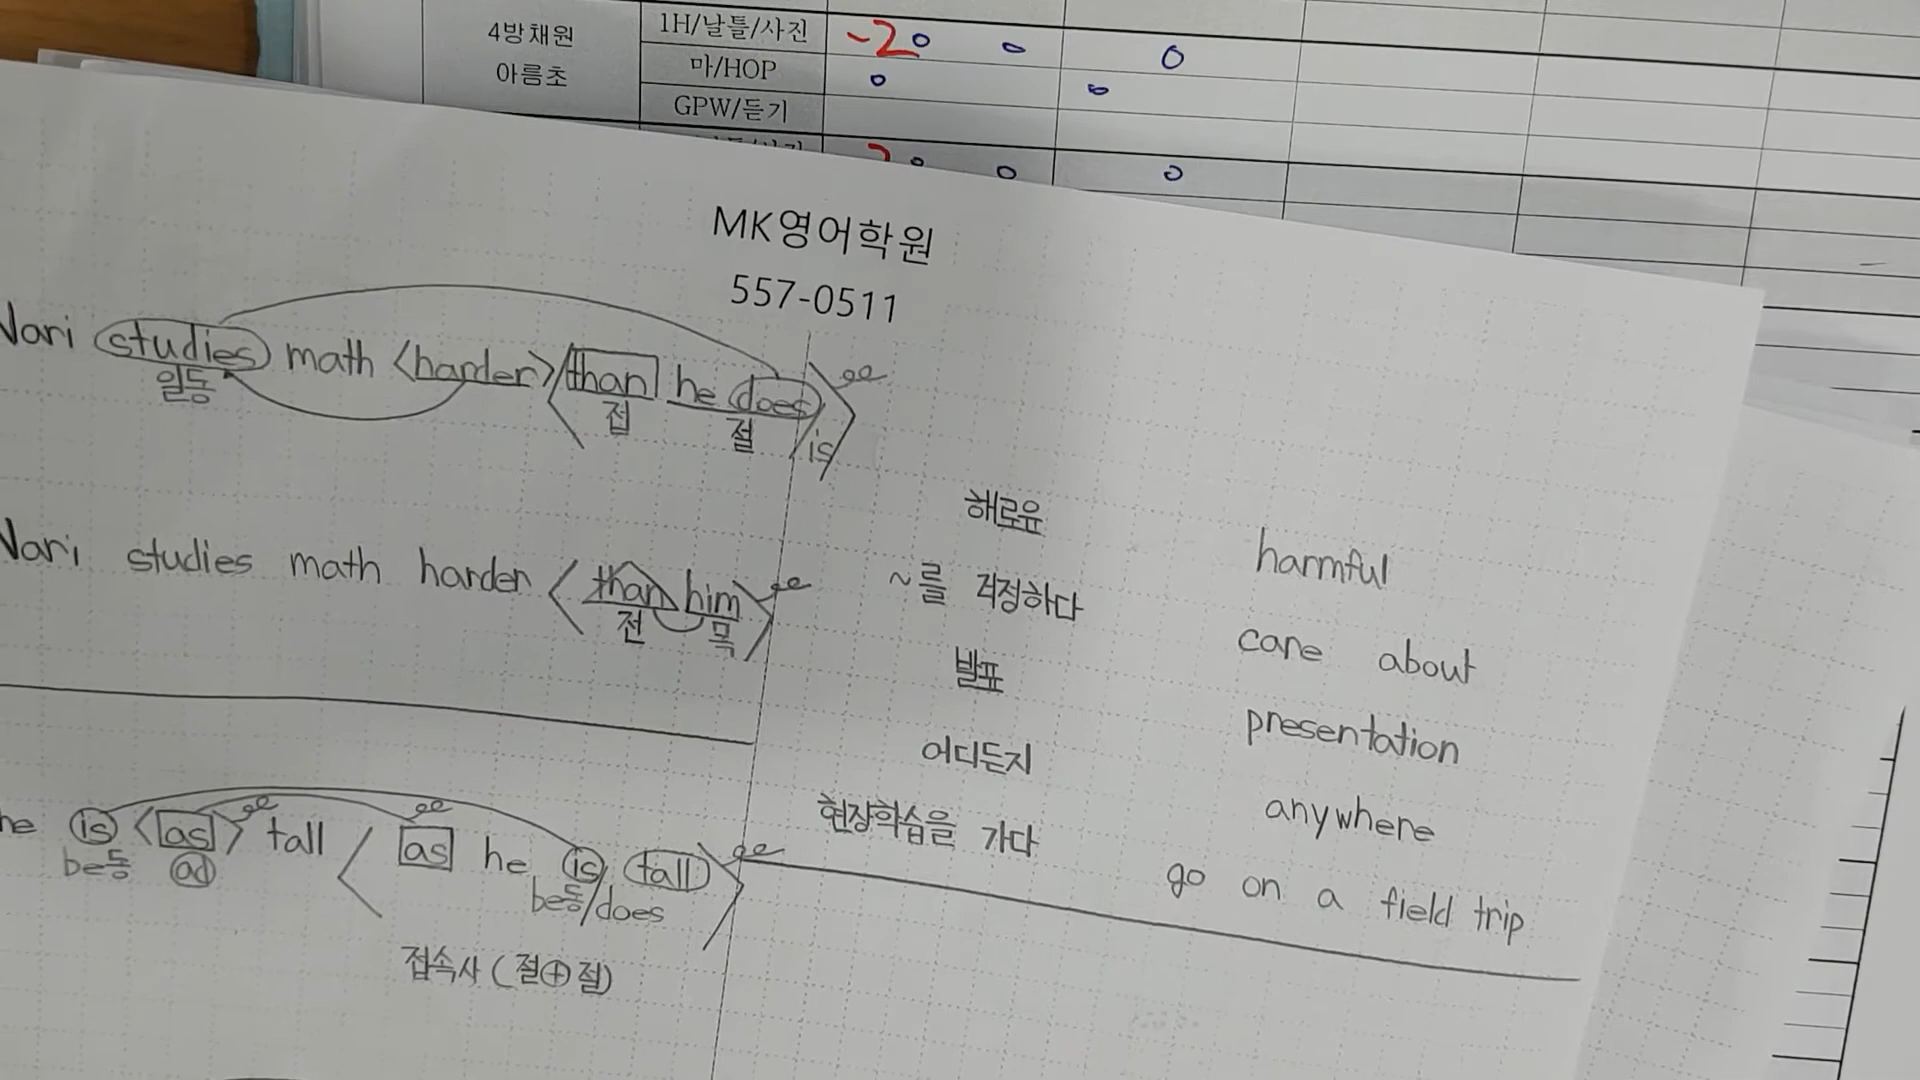 4방채원
아름초
1H/날틀/사진
-2o o o
마/HOP
o o
GPW/듣기
o o o
MK영어학원
557-0511
Nari studies math <harder> than he does
일동 접 절 is
Nari studies math harder <than him>
전 목
he is <as> tall <as he is tall>
be동 ad be동/does
접속사 (절⊕절)
해로유 harmful
~를 걱정하다 care about
발표 presentation
어디든지 anywhere
현장학습을 가다 go on a field trip